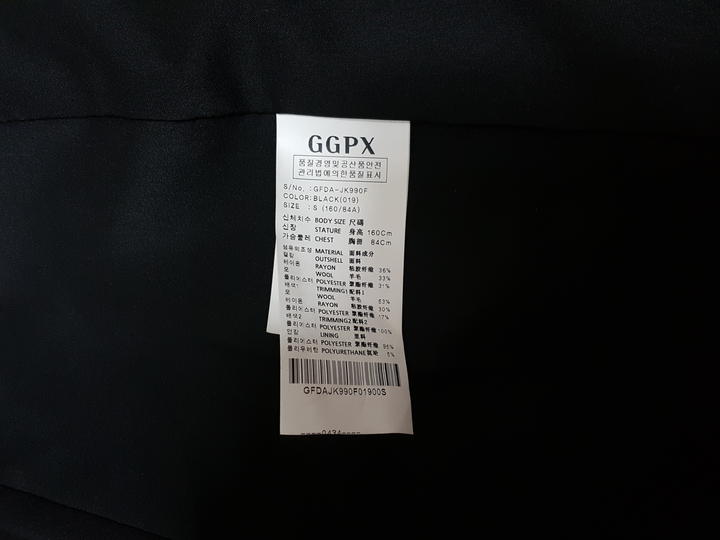 GGPX
품질경영및공산품안전
관리법에의한품질표시
S/No. : GFDA-JK990F
COLOR: BLACK(019)
SIZE : S (160/84A)
신체치수 BODY SIZE 尺碼
신장 STATURE 身高 160Cm
가슴둘레 CHEST 胸围 84Cm
섬유의조성 MATERIAL 面料成分
겉감 OUTSHELL 面料
레이온 RAYON 粘胶纤维 36%
모 WOOL 羊毛 33%
폴리에스터 POLYESTER 聚酯纤维 31%
배색1 TRIMMING1 配料1
모 WOOL 羊毛 53%
레이온 RAYON 粘胶纤维 30%
폴리에스터 POLYESTER 聚酯纤维 17%
배색2 TRIMMING2 配料2
폴리에스터 POLYESTER 聚酯纤维 100%
안감 LINING 里料
폴리에스터 POLYESTER 聚酯纤维 95%
폴리우레탄 POLYURETHANE 氨纶 5%
GFDAJK990F01900S
----0434----